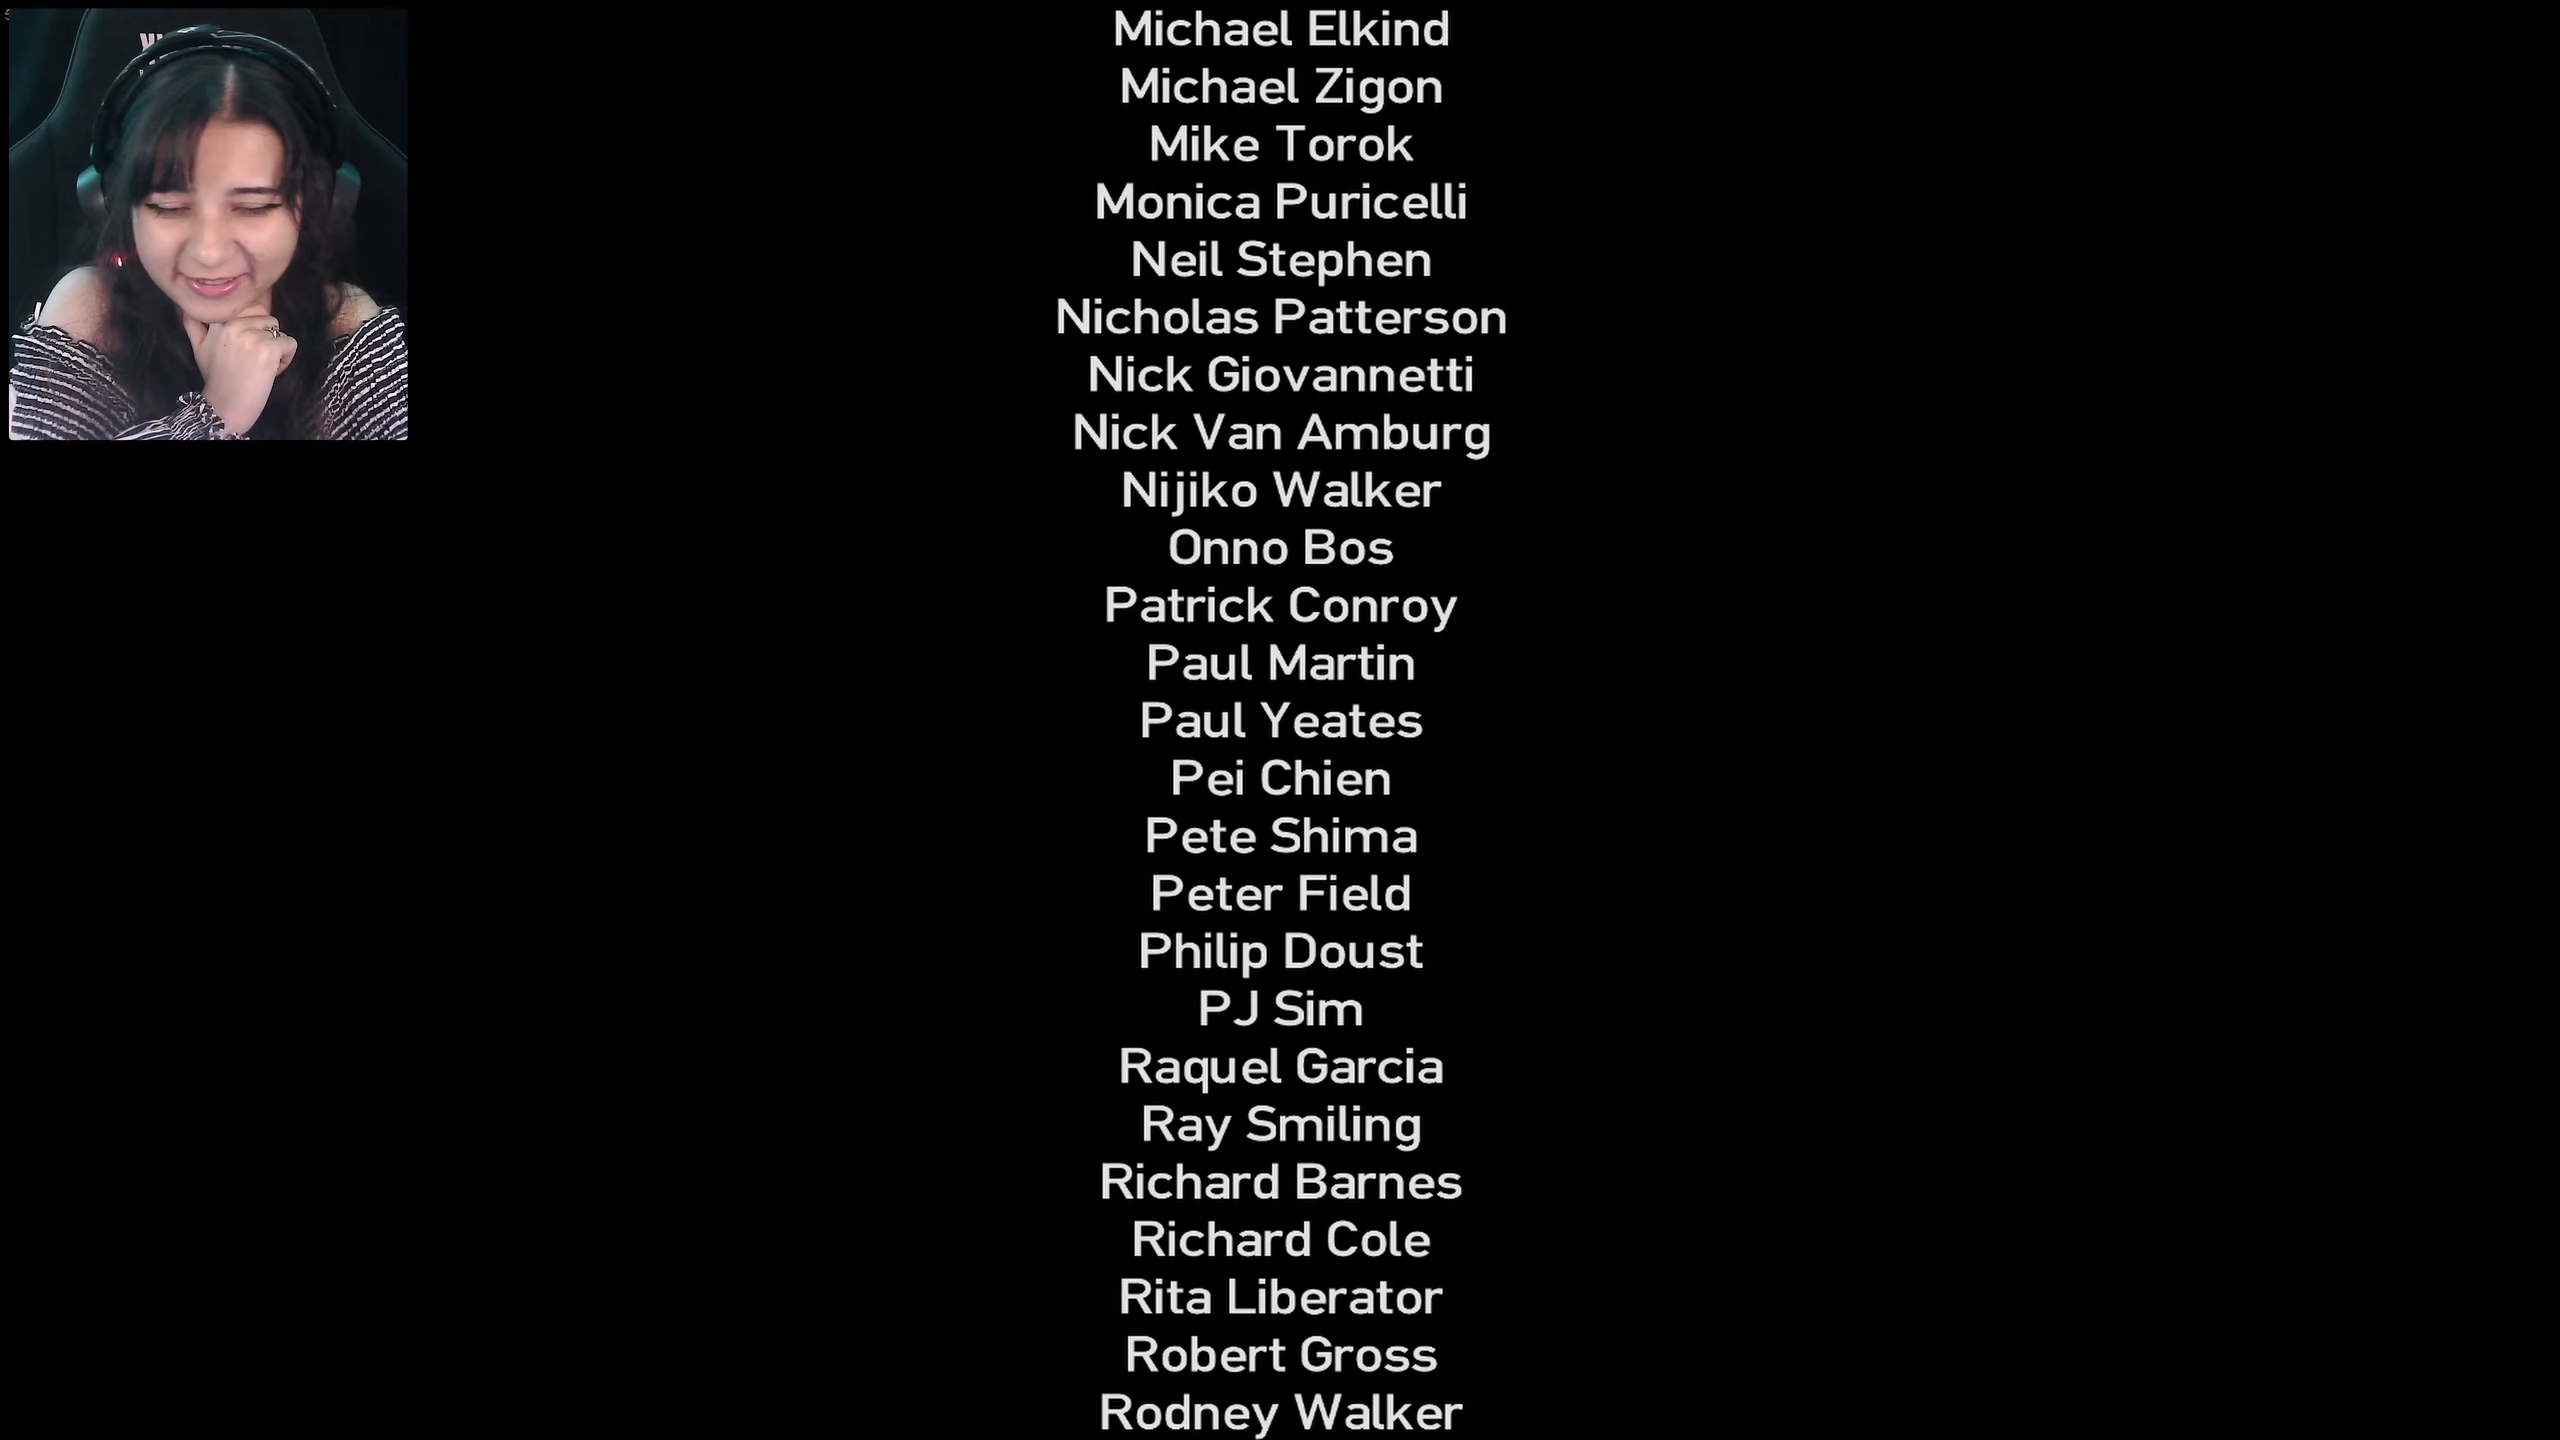 Michael Elkind
Michael Zigon
Mike Torok
Monica Puricelli
Neil Stephen
Nicholas Patterson
Nick Giovannetti
Nick Van Amburg
Nijiko Walker
Onno Bos
Patrick Conroy
Paul Martin
Paul Yeates
Pei Chien
Pete Shima
Peter Field
Philip Doust
PJ Sim
Raquel Garcia
Ray Smiling
Richard Barnes
Richard Cole
Rita Liberator
Robert Gross
Rodney Walker